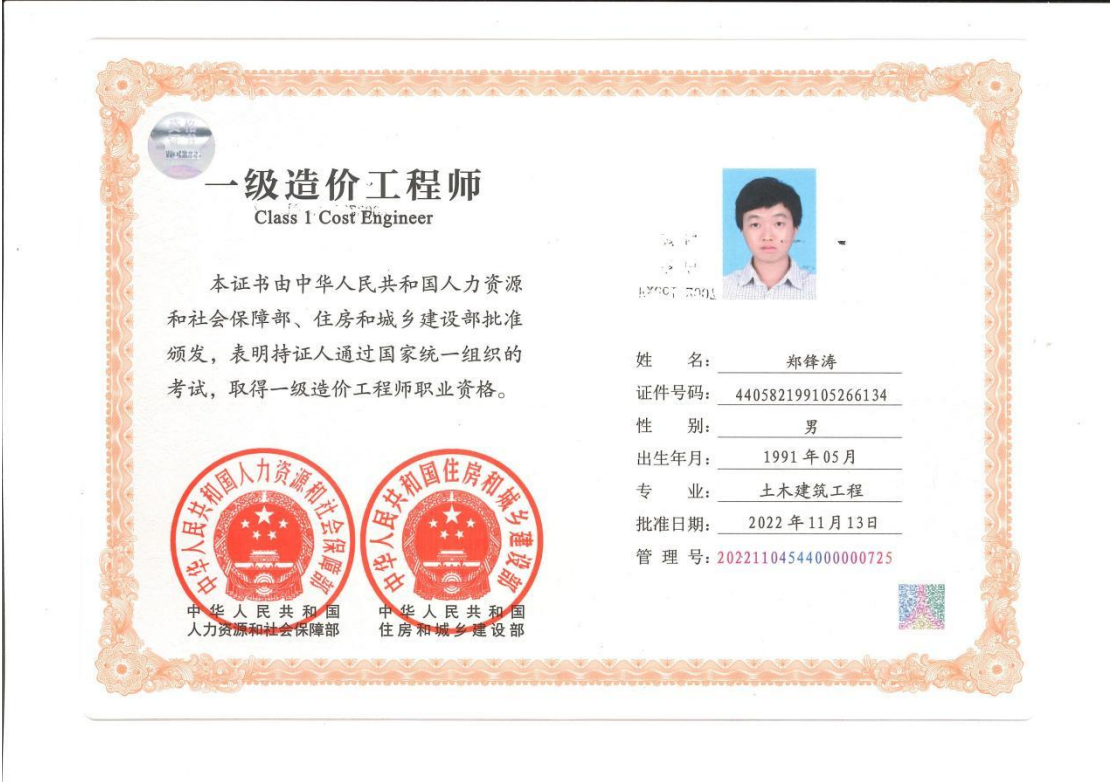 一级造价工程师
Class 1 Cost Engineer
本证书由中华人民共和国人力资源
和社会保障部、住房和城乡建设部批准
颁发，表明持证人通过国家统一组织的
考试，取得一级造价工程师职业资格。
中华人民共和国人力资源和社会保障部
中华人民共和国住房和城乡建设部
中华人民共和国
人力资源和社会保障部
中华人民共和国
住房和城乡建设部
姓 名： 郑锋涛
证件号码： 440582199105266134
性 别： 男
出生年月： 1991年05月
专 业： 土木建筑工程
批准日期： 2022年11月13日
管 理 号：20221104544000000725